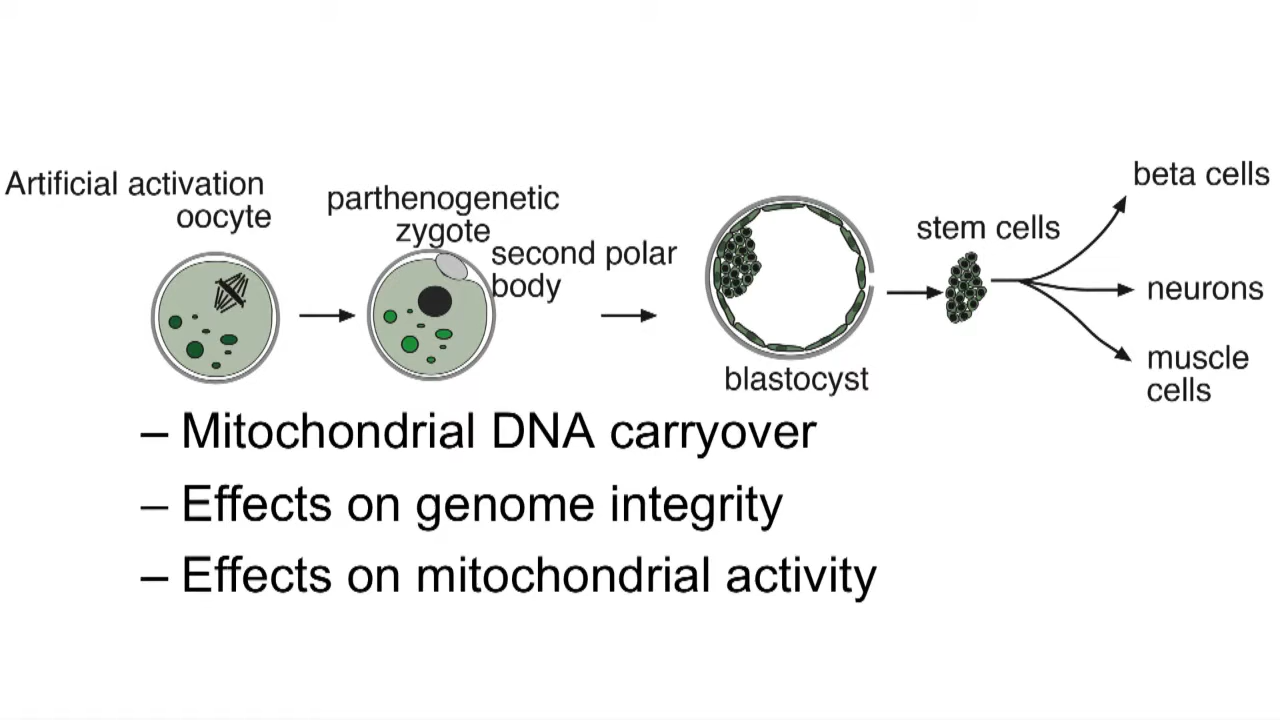 Artificial activation
oocyte
parthenogenetic
zygote
second polar
body
blastocyst
stem cells
beta cells
neurons
muscle
cells
– Mitochondrial DNA carryover
– Effects on genome integrity
– Effects on mitochondrial activity